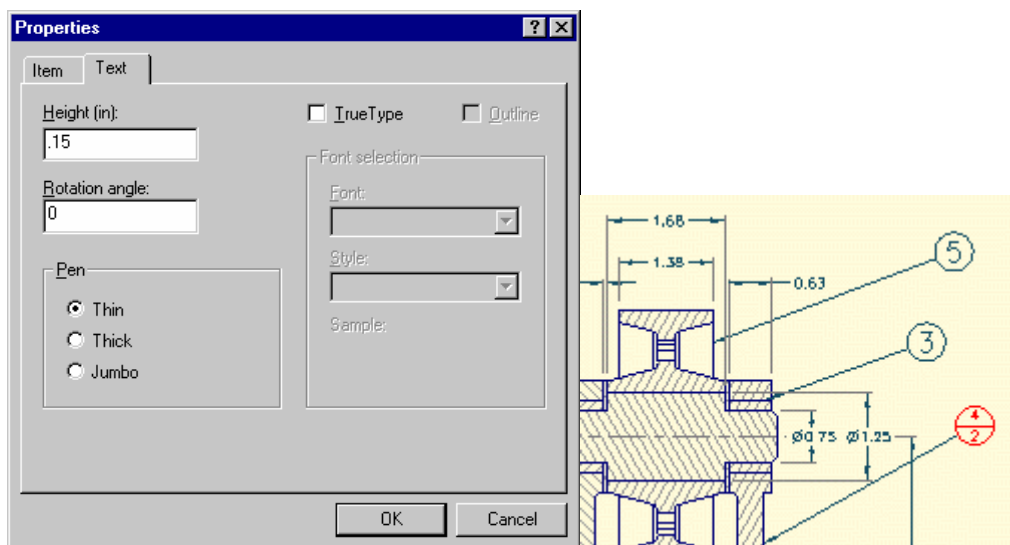 Properties
Item Text
Height (in):
.15
Rotation angle:
0
Pen
Thin
Thick
Jumbo
TrueType Outline
Font selection
Font:
Style:
Sample:
OK Cancel
1.68
1.38
0.63
5
3
4
2
Ø0.75 Ø1.25